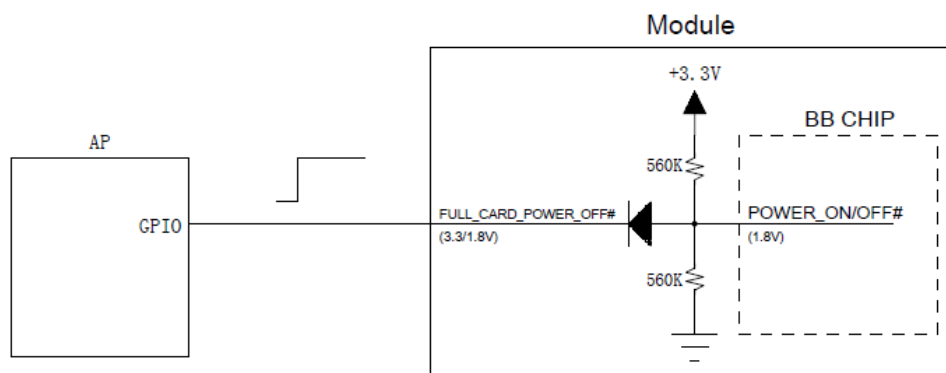 Module
+3.3V
BB CHIP
AP
560K
FULL_CARD_POWER_OFF#
POWER_ON/OFF#
GPIO
(3.3/1.8V)
(1.8V)
560K